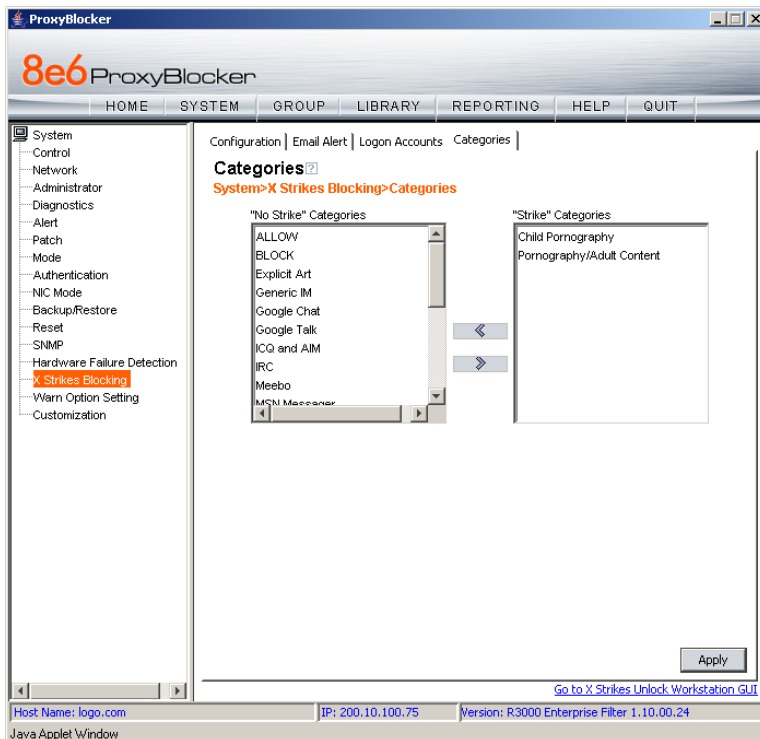 ProxyBlocker
8e6 ProxyBlocker
HOME SYSTEM GROUP LIBRARY REPORTING HELP QUIT
System
Control
Network
Administrator
Diagnostics
Alert
Patch
Mode
Authentication
NIC Mode
Backup/Restore
Reset
SNMP
Hardware Failure Detection
X Strikes Blocking
Warn Option Setting
Customization
Configuration Email Alert Logon Accounts Categories
Categories?
System>X Strikes Blocking>Categories
"No Strike" Categories
ALLOW
BLOCK
Explicit Art
Generic IM
Google Chat
Google Talk
ICQ and AIM
IRC
Meebo
MSN Messager
"Strike" Categories
Child Pornography
Pornography/Adult Content
Apply
Go to X Strikes Unlock Workstation GUI
Host Name: logo.com IP: 200.10.100.75 Version: R3000 Enterprise Filter 1.10.00.24
Java Applet Window